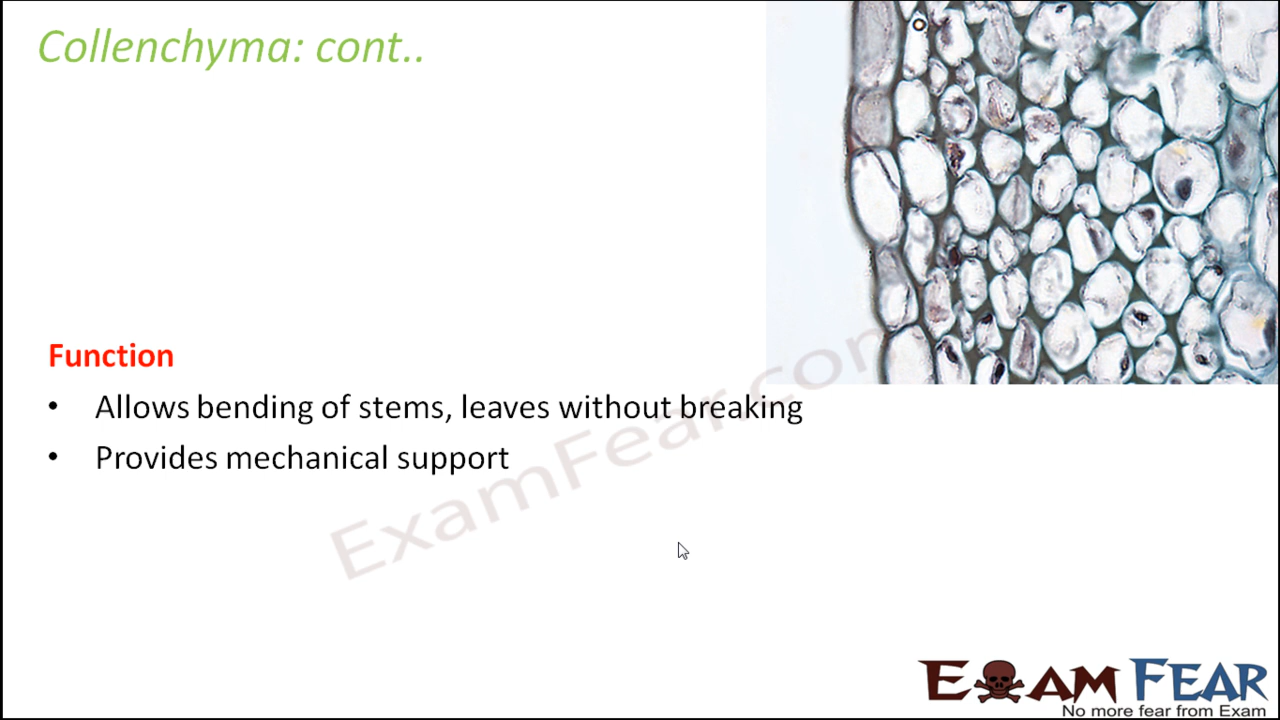 Collenchyma: cont..
Function
• Allows bending of stems, leaves without breaking
• Provides mechanical support
ExamFear.com
EXAM FEAR
No more fear from Exam